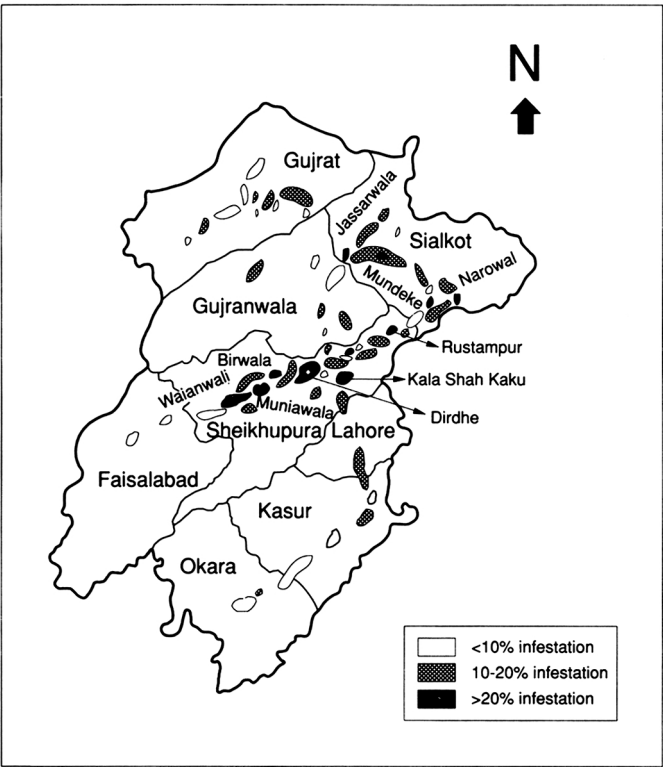 N
Gujrat
Jassarwala
Sialkot
Narowal
Mundeke
Gujranwala
Rustampur
Birwala
Kala Shah Kaku
Waianwali
Muniawala
Dirdhe
Sheikhupura
Lahore
Faisalabad
Kasur
Okara
<10% infestation
10-20% infestation
>20% infestation